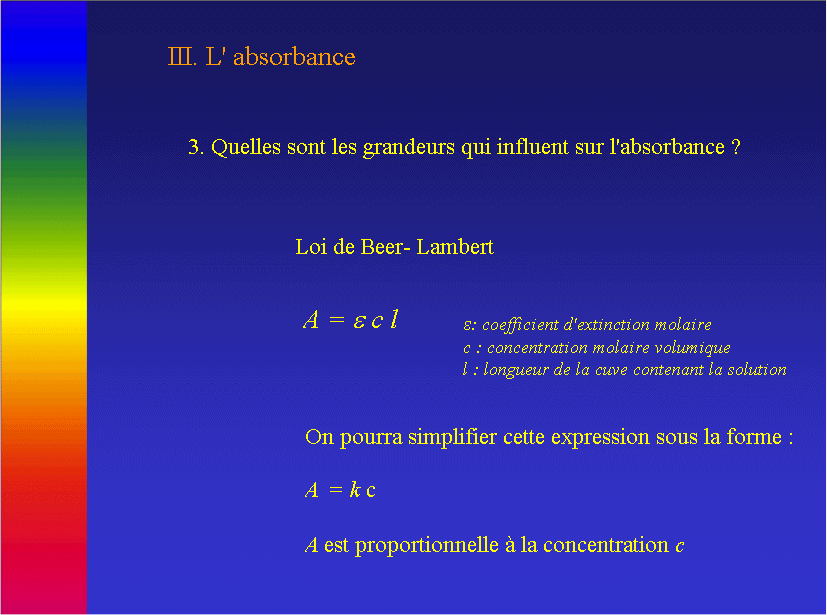 III. L' absorbance
3. Quelles sont les grandeurs qui influent sur l'absorbance ?
Loi de Beer- Lambert
A = ε c l
ε: coefficient d'extinction molaire
c : concentration molaire volumique
l : longueur de la cuve contenant la solution
On pourra simplifier cette expression sous la forme :
A = k c
A est proportionnelle à la concentration c